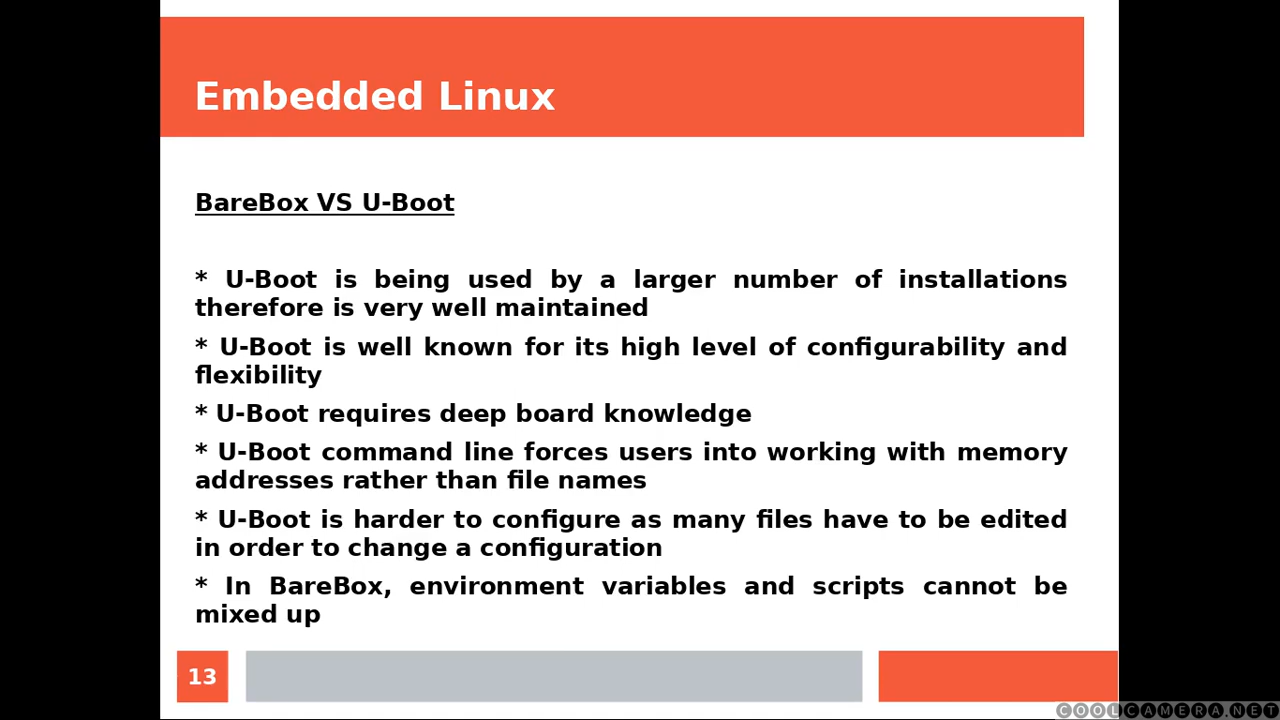 Embedded Linux
BareBox VS U-Boot
* U-Boot is being used by a larger number of installations
therefore is very well maintained
* U-Boot is well known for its high level of configurability and
flexibility
* U-Boot requires deep board knowledge
* U-Boot command line forces users into working with memory
addresses rather than file names
* U-Boot is harder to configure as many files have to be edited
in order to change a configuration
* In BareBox, environment variables and scripts cannot be
mixed up
13
COOLCAMERA.NET